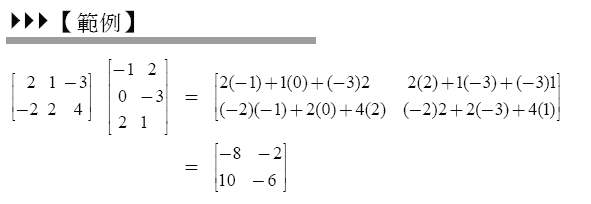 ▶▶▶【範例】
[2 1 −3; −2 2 4] [−1 2; 0 −3; 2 1] = [2(−1)+1(0)+(−3)2 2(2)+1(−3)+(−3)1; (−2)(−1)+2(0)+4(2) (−2)2+2(−3)+4(1)]
= [−8 −2; 10 −6]